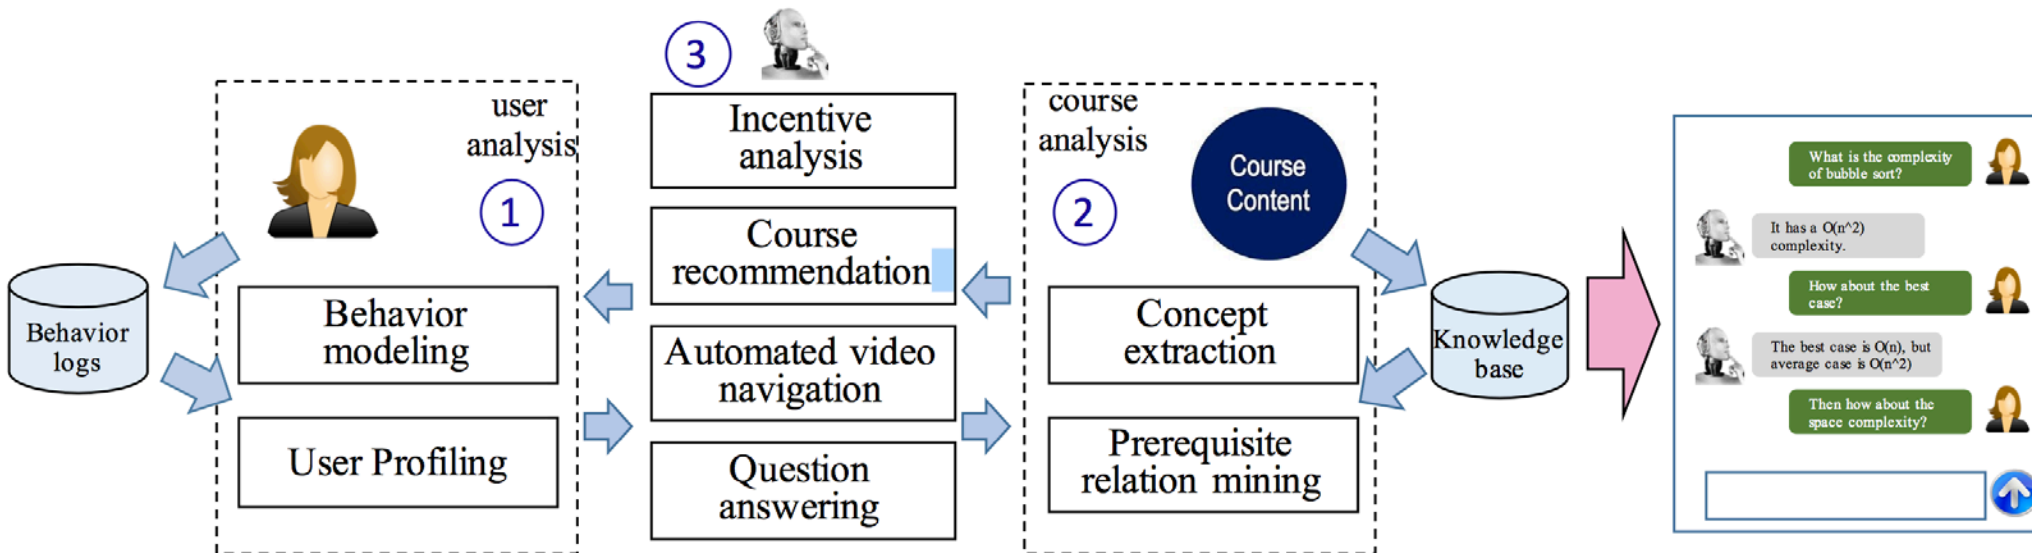 Behavior
logs
user
analysis
1
Behavior
modeling
User Profiling
3
Incentive
analysis
Course
recommendation
Automated video
navigation
Question
answering
course
analysis
2
Course
Content
Concept
extraction
Prerequisite
relation mining
Knowledge
base
What is the complexity
of bubble sort?
It has a O(n^2)
complexity.
How about the best
case?
The best case is O(n), but
average case is O(n^2)
Then how about the
space complexity?